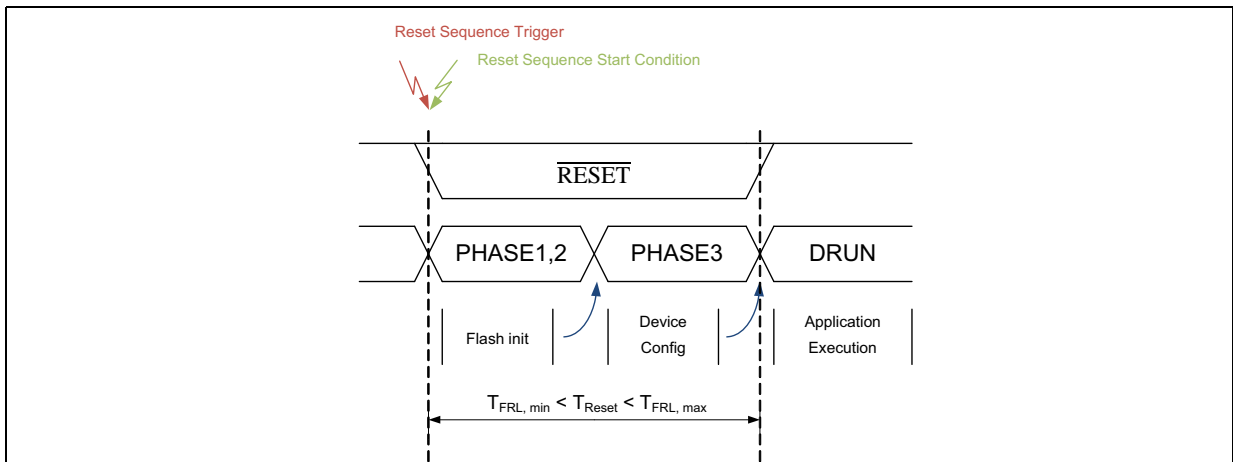 Reset Sequence Trigger
Reset Sequence Start Condition
RESET
PHASE1,2
PHASE3
DRUN
Flash init
Device
Config
Application
Execution
TFRL, min < TReset < TFRL, max